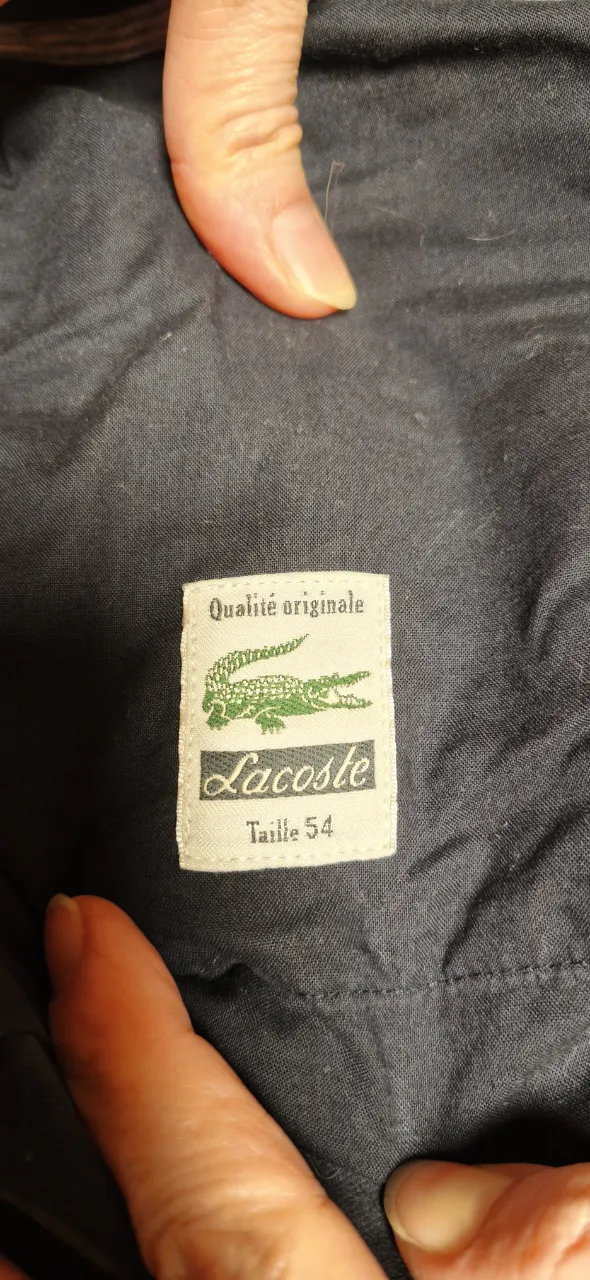 Qualité originale
Lacoste
Taille 54